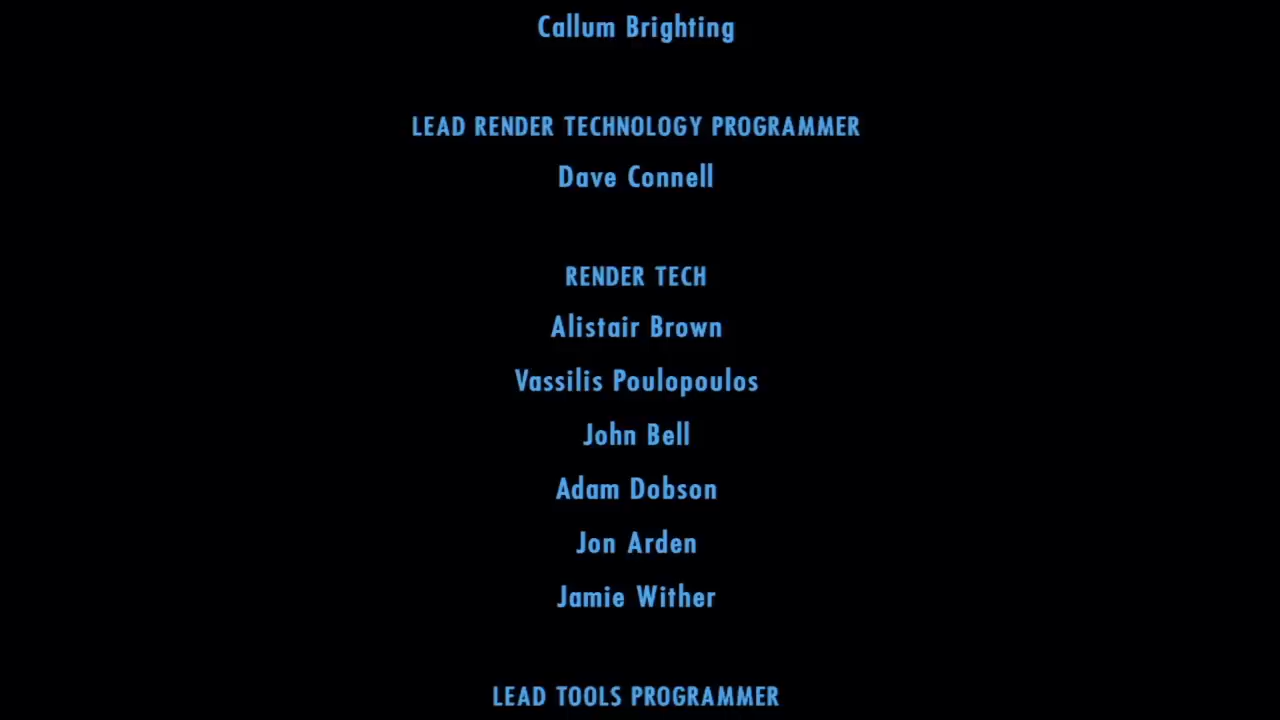 Callum Brighting
LEAD RENDER TECHNOLOGY PROGRAMMER
Dave Connell
RENDER TECH
Alistair Brown
Vassilis Poulopoulos
John Bell
Adam Dobson
Jon Arden
Jamie Wither
LEAD TOOLS PROGRAMMER